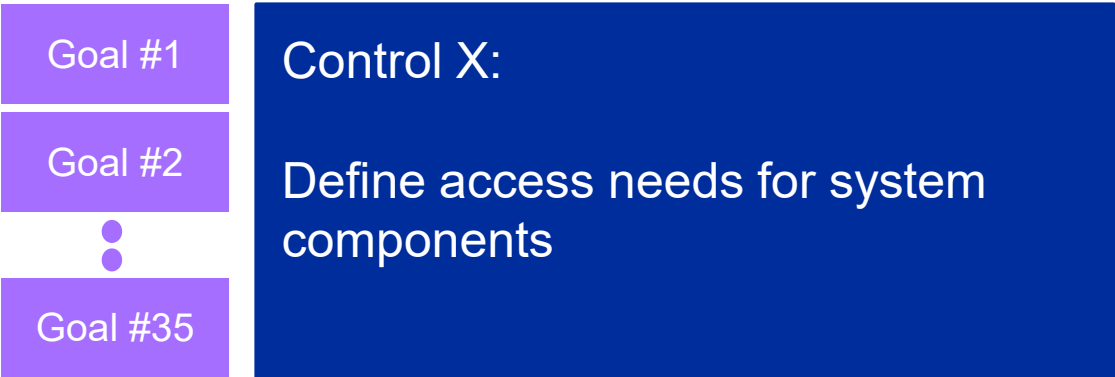 Goal #1
Goal #2
Goal #35
Control X:
Define access needs for system
components